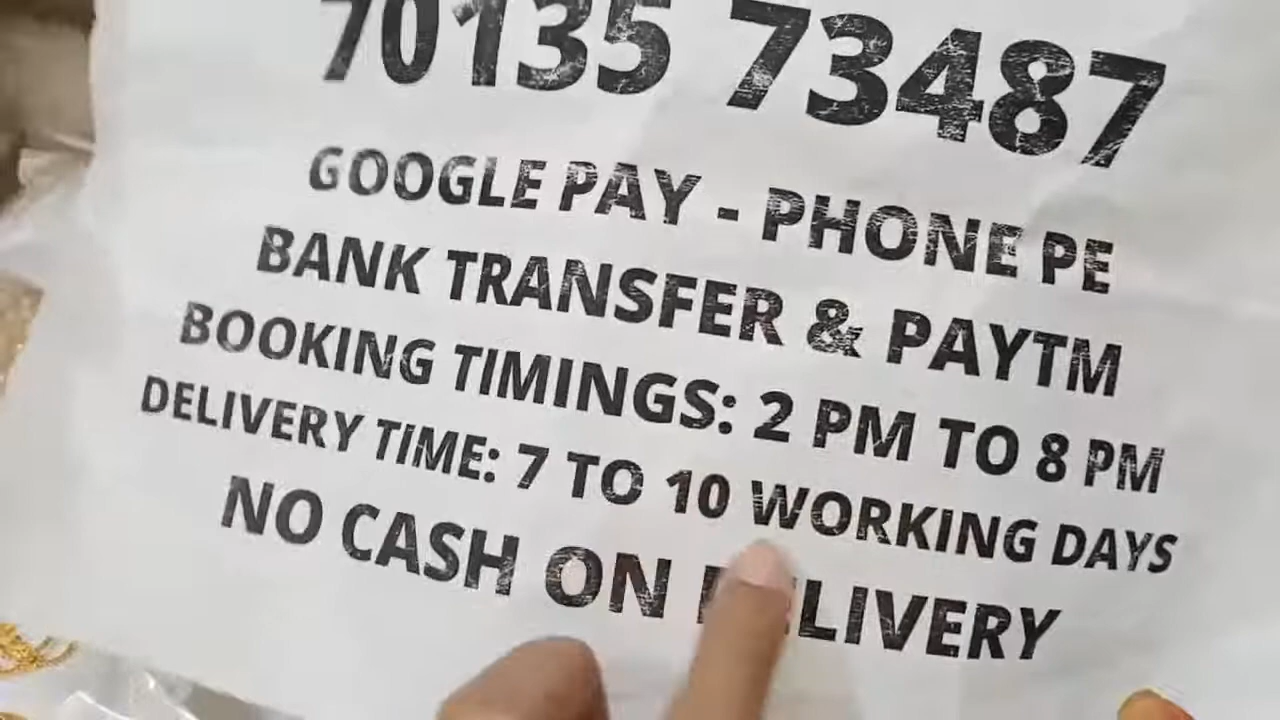 70135 73487
GOOGLE PAY - PHONE PE
BANK TRANSFER & PAYTM
BOOKING TIMINGS: 2 PM TO 8 PM
DELIVERY TIME: 7 TO 10 WORKING DAYS
NO CASH ON DELIVERY